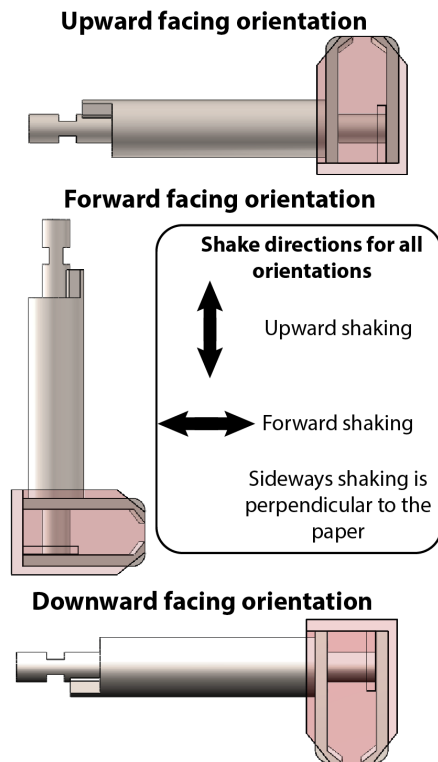 Upward facing orientation
Forward facing orientation
Shake directions for all
orientations
Upward shaking
Forward shaking
Sideways shaking is
perpendicular to the
paper
Downward facing orientation